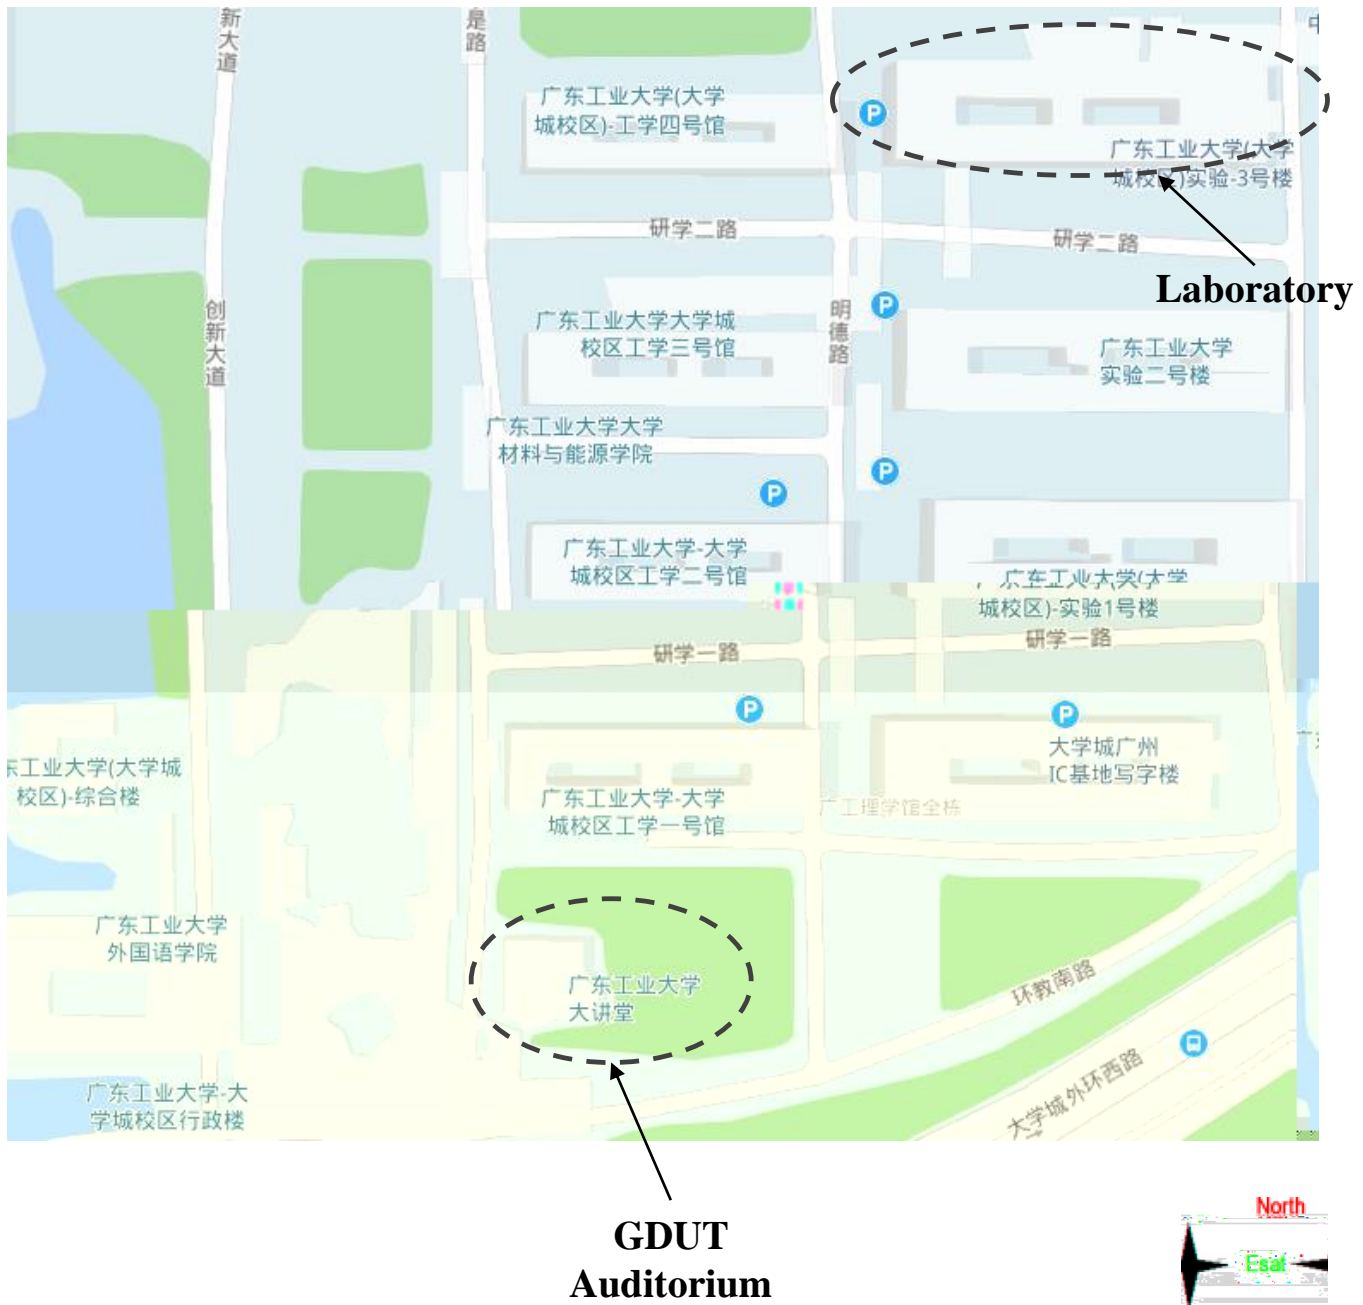 新大道
是路
中
广东工业大学(大学
城校区)-工学四号馆
P
广东工业大学(大学
城校区)实验-3号楼
研学二路
研学二路
Laboratory
创新大道
广东工业大学大学城
校区工学三号馆
明德路
P
广东工业大学
实验二号楼
广东工业大学大学
材料与能源学院
P
P
广东工业大学-大学
城校区工学二号馆
广东工业大学(大学
城校区)-实验1号楼
研学一路
研学一路
P
P
大学城广州
IC基地写字楼
东工业大学(大学城
校区)-综合楼
广东工业大学-大学
城校区工学一号馆
广工理学馆全栋
广东工业大学
外国语学院
广东工业大学
大讲堂
环教南路
大学城外环西路
广东工业大学-大
学城校区行政楼
GDUT
Auditorium
North
Esat